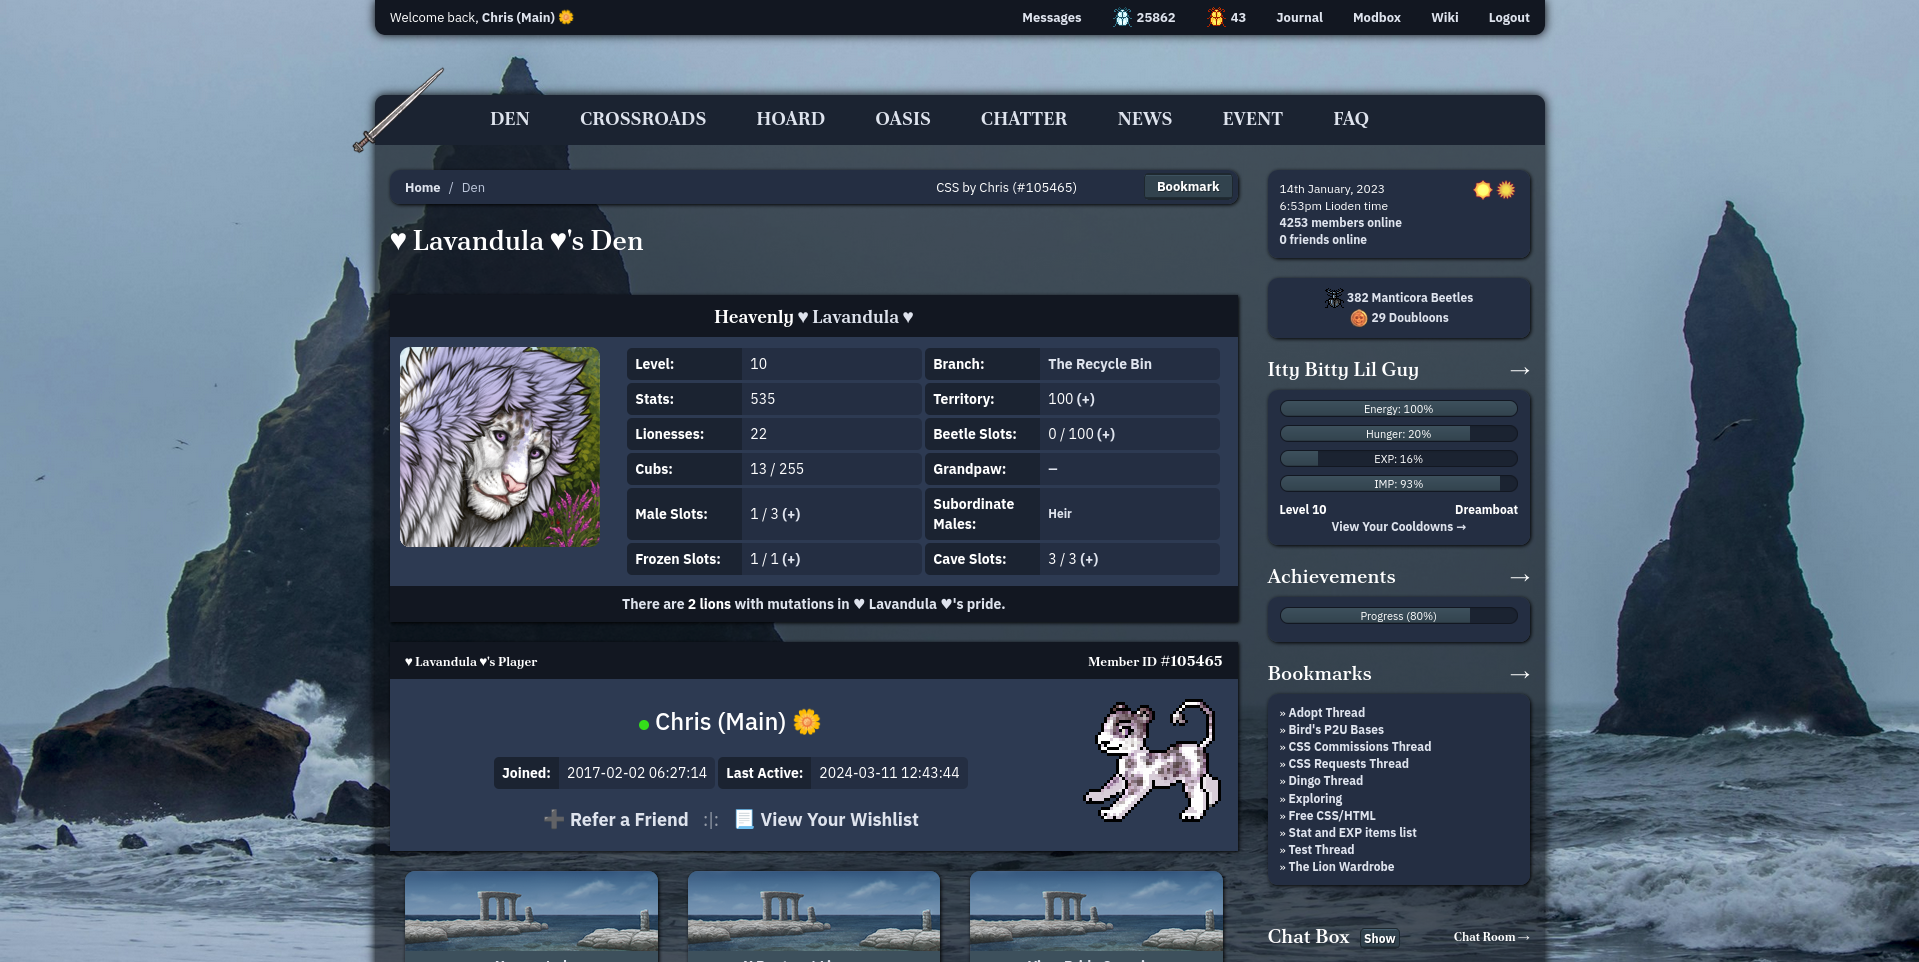 Welcome back, Chris (Main) 🌼
Messages 25862 43 Journal Modbox Wiki Logout
DEN CROSSROADS HOARD OASIS CHATTER NEWS EVENT FAQ
Home / Den CSS by Chris (#105465) Bookmark
♥ Lavandula ♥'s Den
Heavenly ♥ Lavandula ♥
Level: 10 Branch: The Recycle Bin
Stats: 535 Territory: 100 (+)
Lionesses: 22 Beetle Slots: 0 / 100 (+)
Cubs: 13 / 255 Grandpaw: —
Male Slots: 1 / 3 (+) Subordinate Males: Heir
Frozen Slots: 1 / 1 (+) Cave Slots: 3 / 3 (+)
There are 2 lions with mutations in ♥ Lavandula ♥'s pride.
♥ Lavandula ♥'s Player Member ID #105465
Chris (Main) 🌼
Joined: 2017-02-02 06:27:14 Last Active: 2024-03-11 12:43:44
➕ Refer a Friend :|: 📃 View Your Wishlist
14th January, 2023
6:53pm Lioden time
4253 members online
0 friends online
382 Manticora Beetles
29 Doubloons
Itty Bitty Lil Guy →
Energy: 100%
Hunger: 20%
EXP: 16%
IMP: 93%
Level 10 Dreamboat
View Your Cooldowns →
Achievements →
Progress (80%)
Bookmarks →
» Adopt Thread
» Bird's P2U Bases
» CSS Commissions Thread
» CSS Requests Thread
» Dingo Thread
» Exploring
» Free CSS/HTML
» Stat and EXP items list
» Test Thread
» The Lion Wardrobe
Chat Box Show Chat Room→